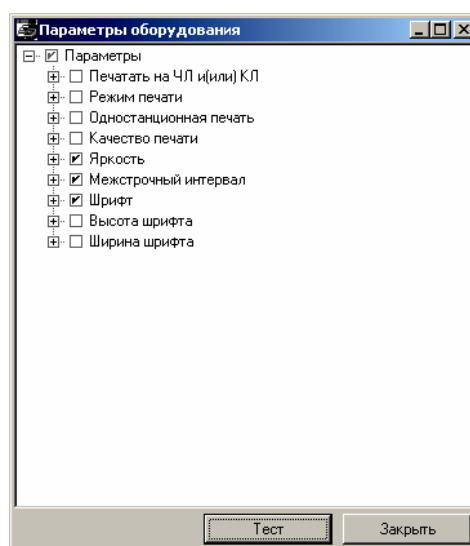 Параметры оборудования
Параметры
Печатать на ЧЛ и(или) КЛ
Режим печати
Одностанционная печать
Качество печати
Яркость
Межстрочный интервал
Шрифт
Высота шрифта
Ширина шрифта
Тест
Закрыть